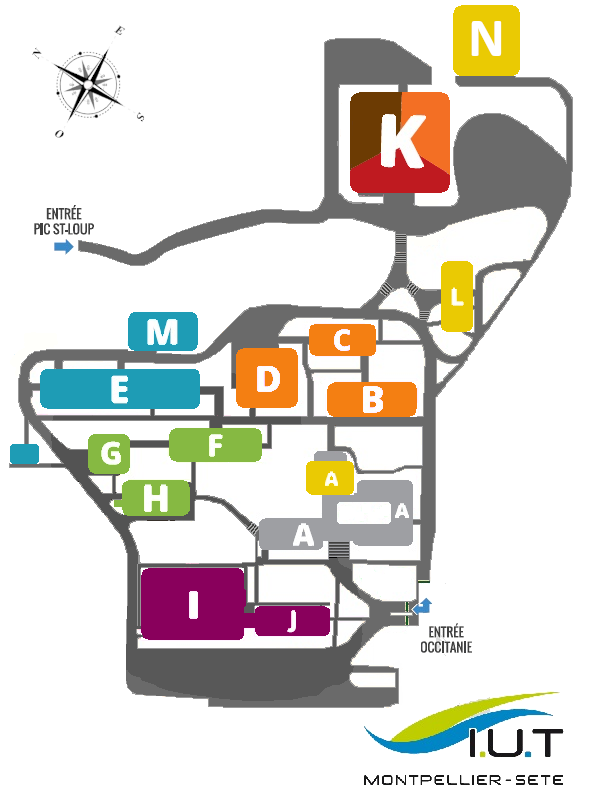 N
E
N
K
S
O
ENTRÉE
PIC ST-LOUP
L
M
C
D
E
B
F
G
A
H
A
A
I
J
ENTRÉE
OCCITANIE
I.U.T
MONTPELLIER-SETE